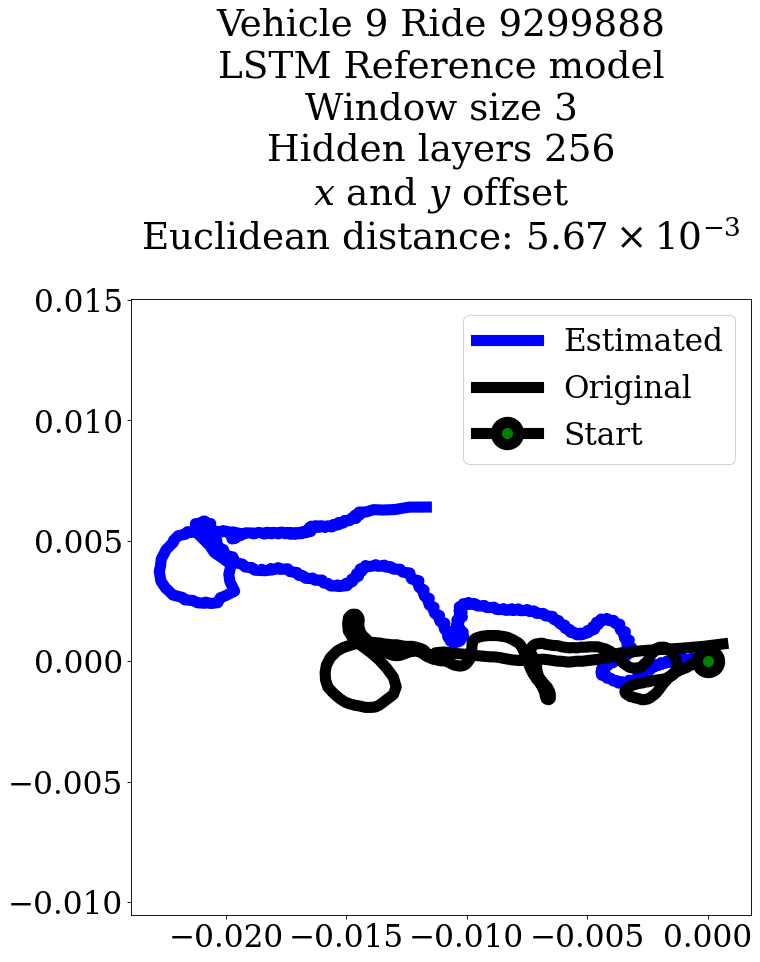 Vehicle 9 Ride 9299888
LSTM Reference model
Window size 3
Hidden layers 256
x and y offset
Euclidean distance: 5.67 × 10⁻³
Estimated
Original
Start
0.015
0.010
0.005
0.000
−0.005
−0.010
−0.020 −0.015 −0.010 −0.005 0.000